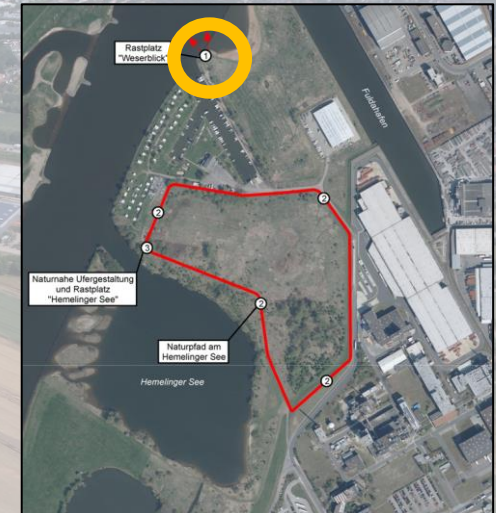 Rastplatz
"Weserblick"
1
Fuldahafen
2
2
3
Naturnahe Ufergestaltung
und Rastplatz
"Hemelinger See"
2
Naturpfad am
Hemelinger See
Hemelinger See
2